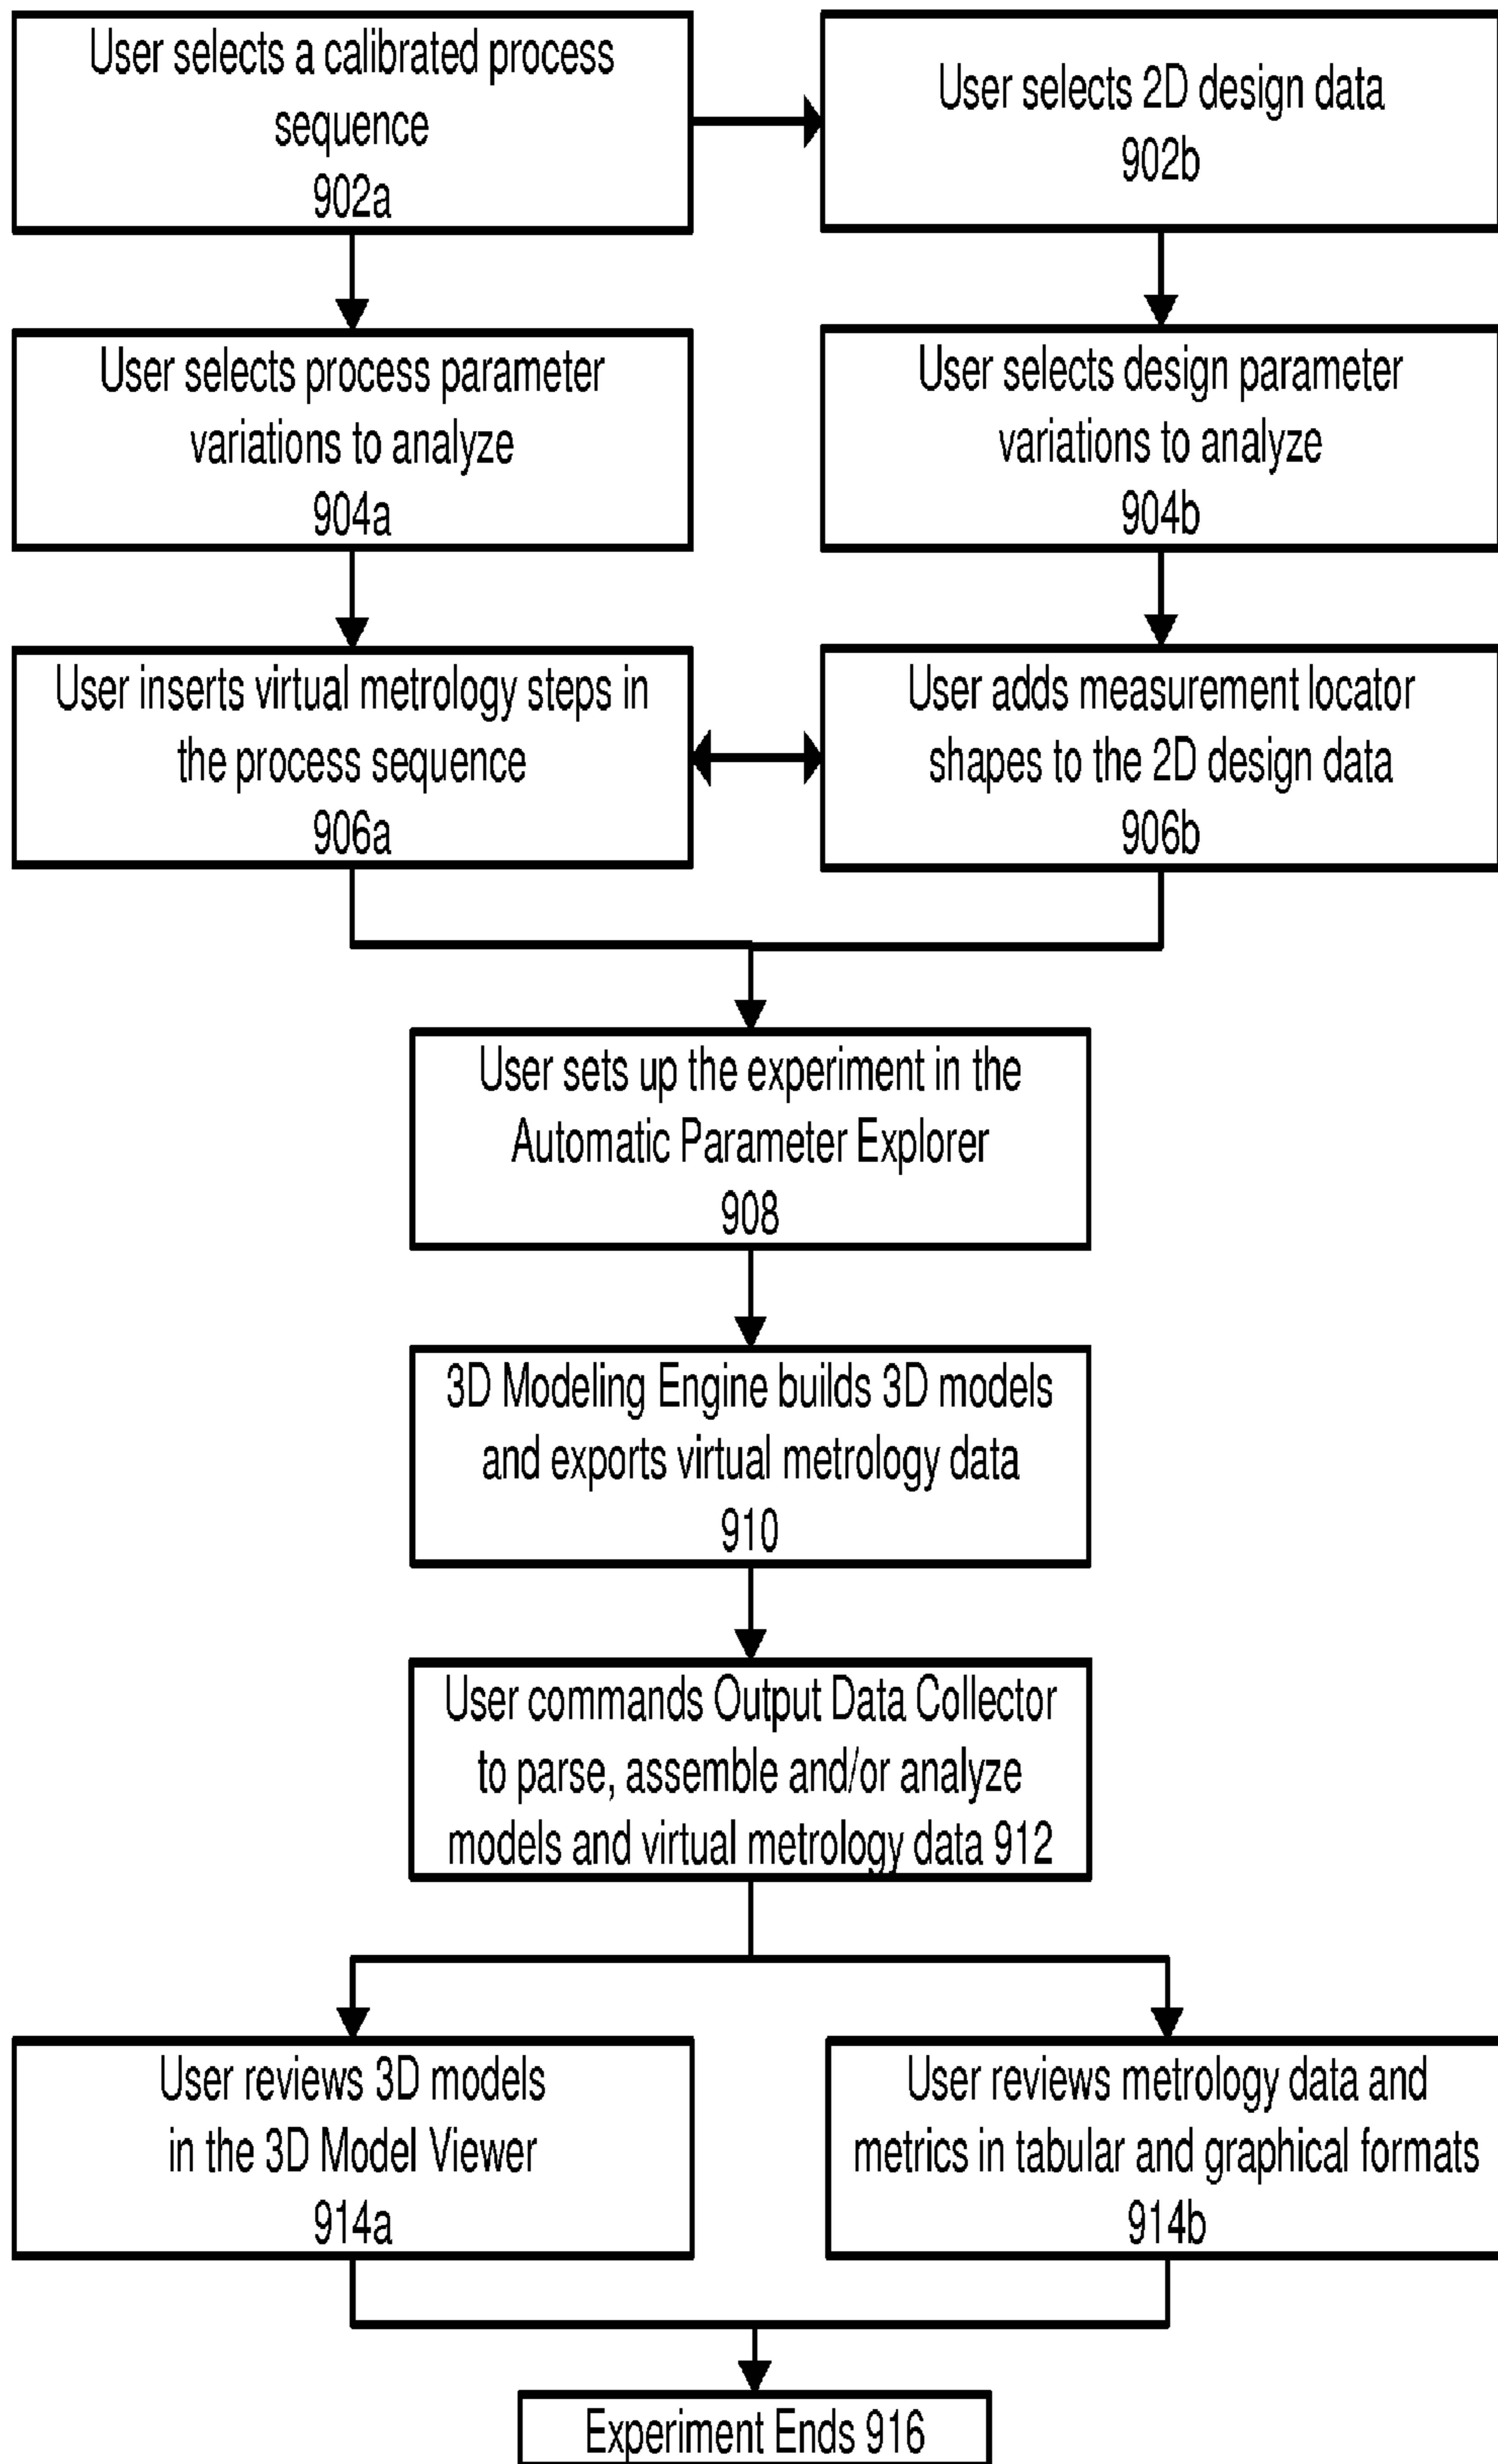 User selects a calibrated process
sequence
902a
User selects 2D design data
902b
User selects process parameter
variations to analyze
904a
User selects design parameter
variations to analyze
904b
User inserts virtual metrology steps in
the process sequence
906a
User adds measurement locator
shapes to the 2D design data
906b
User sets up the experiment in the
Automatic Parameter Explorer
908
3D Modeling Engine builds 3D models
and exports virtual metrology data
910
User commands Output Data Collector
to parse, assemble and/or analyze
models and virtual metrology data 912
User reviews 3D models
in the 3D Model Viewer
914a
User reviews metrology data and
metrics in tabular and graphical formats
914b
Experiment Ends 916